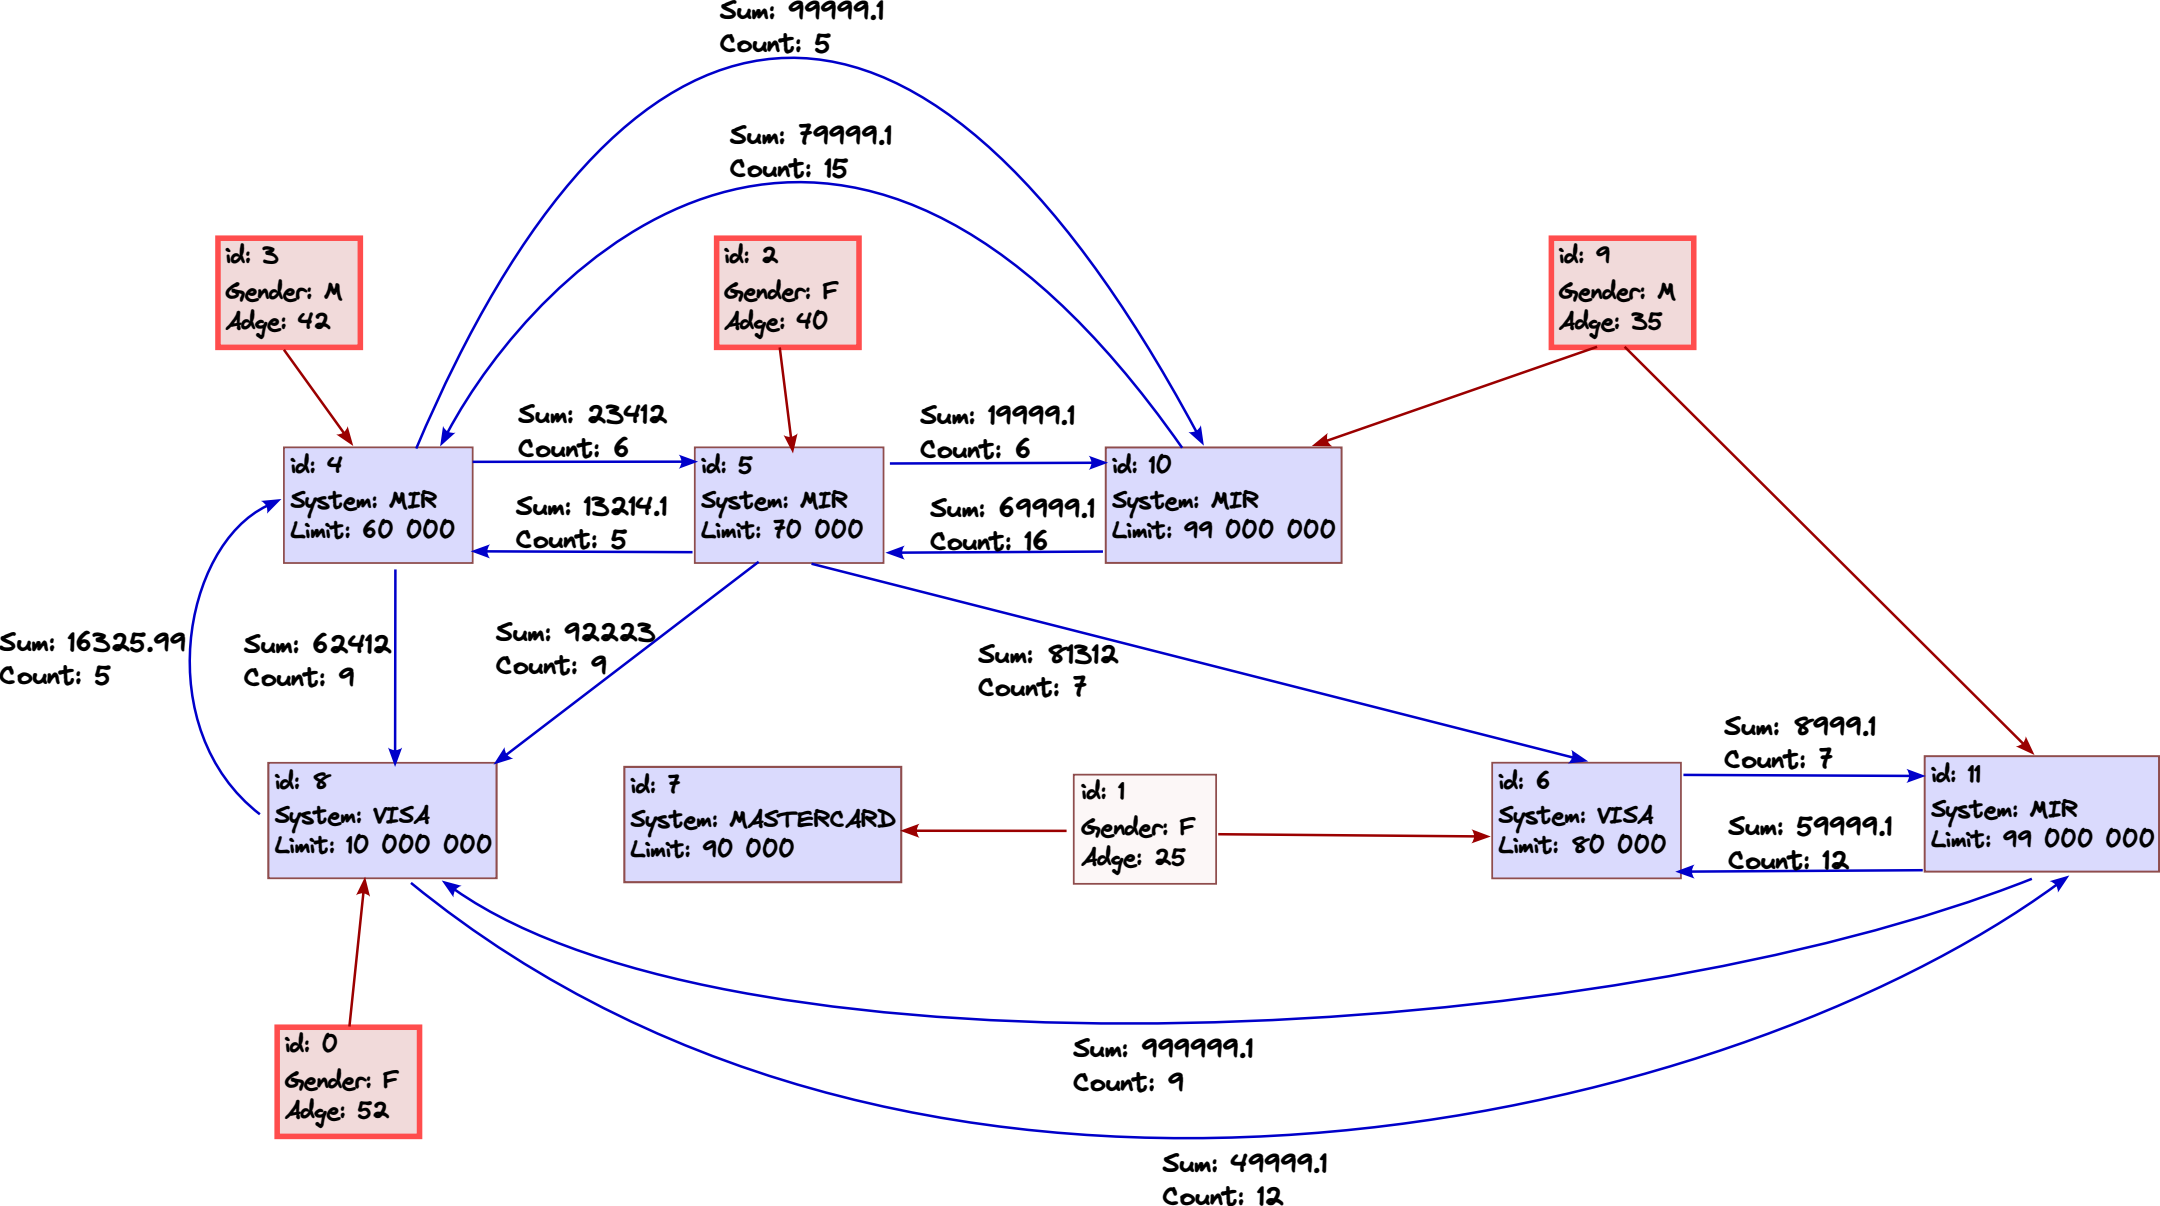 Sum: 99999.1
Count: 5
Sum: 79999.1
Count: 15
id: 3
Gender: M
Adge: 42
id: 2
Gender: F
Adge: 40
id: 9
Gender: M
Adge: 35
Sum: 23412
Count: 6
Sum: 19999.1
Count: 6
id: 4
System: MIR
Limit: 60 000
Sum: 13214.1
Count: 5
id: 5
System: MIR
Limit: 70 000
Sum: 69999.1
Count: 16
id: 10
System: MIR
Limit: 99 000 000
Sum: 16325.99
Count: 5
Sum: 62412
Count: 9
Sum: 92223
Count: 9
Sum: 81312
Count: 7
Sum: 8999.1
Count: 7
id: 8
System: VISA
Limit: 10 000 000
id: 7
System: MASTERCARD
Limit: 90 000
id: 1
Gender: F
Adge: 25
id: 6
System: VISA
Limit: 80 000
Sum: 59999.1
Count: 12
id: 11
System: MIR
Limit: 99 000 000
id: 0
Gender: F
Adge: 52
Sum: 999999.1
Count: 9
Sum: 49999.1
Count: 12